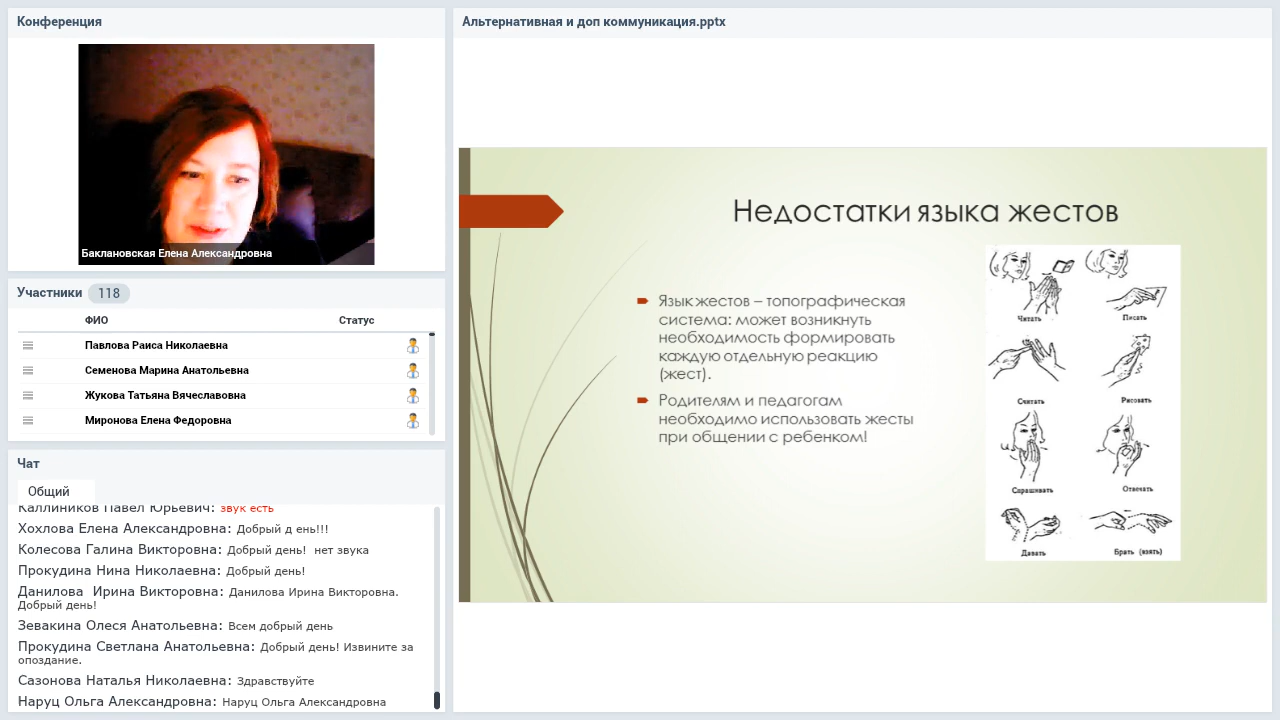 Конференция
Баклановская Елена Александровна
Участники 118
ФИО Статус
Павлова Раиса Николаевна
Семенова Марина Анатольевна
Жукова Татьяна Вячеславовна
Миронова Елена Федоровна
Чат
Общий
Каллиников Павел Юрьевич: звук есть
Хохлова Елена Александровна: Добрый д ень!!!
Колесова Галина Викторовна: Добрый день! нет звука
Прокудина Нина Николаевна: Добрый день!
Данилова Ирина Викторовна: Данилова Ирина Викторовна.
Добрый день!
Зевакина Олеся Анатольевна: Всем добрый день
Прокудина Светлана Анатольевна: Добрый день! Извините за
опоздание.
Сазонова Наталья Николаевна: Здравствуйте
Наруц Ольга Александровна: Наруц Ольга Александровна
Альтернативная и доп коммуникация.pptx
Недостатки языка жестов
Язык жестов – топографическая
система: может возникнуть
необходимость формировать
каждую отдельную реакцию
(жест).
Родителям и педагогам
необходимо использовать жесты
при общении с ребенком!
Читать Писать
Считать Рисовать
Спрашивать Отвечать
Давать Брать (взять)